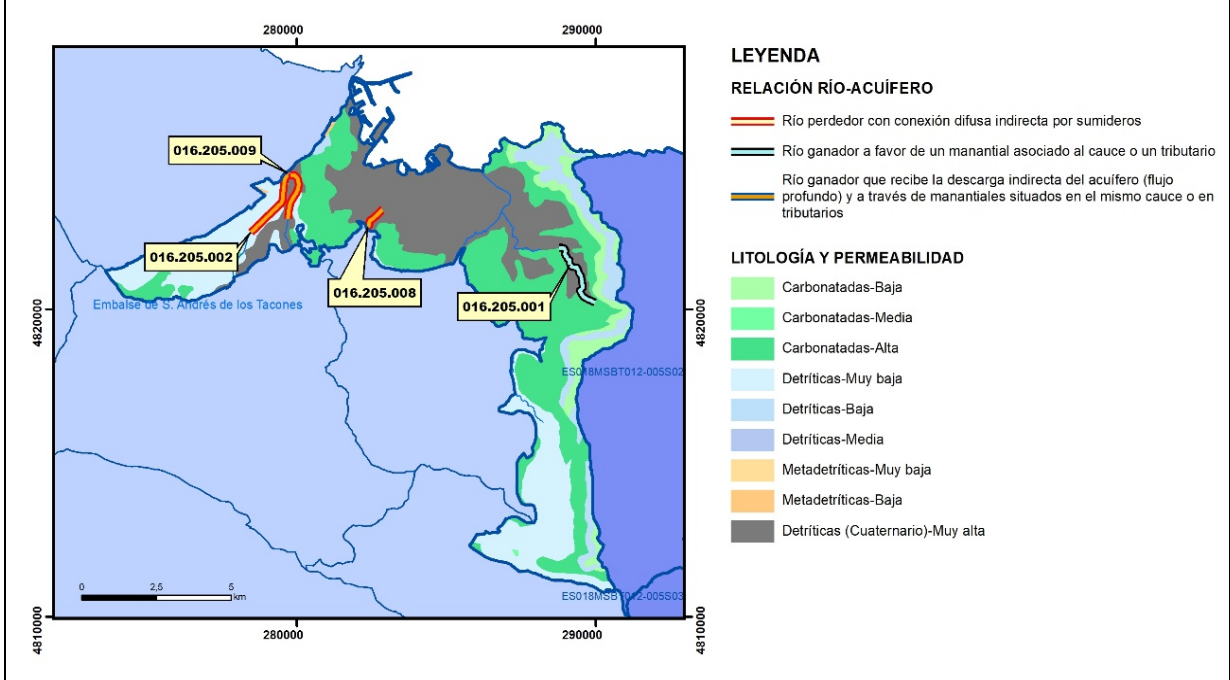 280000
290000
016.205.009
016.205.002
016.205.008
016.205.001
Embalse de S. Andrés de los Tacones
4820000
4820000
ES018MSBT012-005S02
ES018MSBT012-005S03
0
2,5
5
km
4810000
4810000
280000
290000
LEYENDA
RELACIÓN RÍO-ACUÍFERO
Río perdedor con conexión difusa indirecta por sumideros
Río ganador a favor de un manantial asociado al cauce o un tributario
Río ganador que recibe la descarga indirecta del acuífero (flujo
profundo) y a través de manantiales situados en el mismo cauce o en
tributarios
LITOLOGÍA Y PERMEABILIDAD
Carbonatadas-Baja
Carbonatadas-Media
Carbonatadas-Alta
Detríticas-Muy baja
Detríticas-Baja
Detríticas-Media
Metadetríticas-Muy baja
Metadetríticas-Baja
Detríticas (Cuaternario)-Muy alta